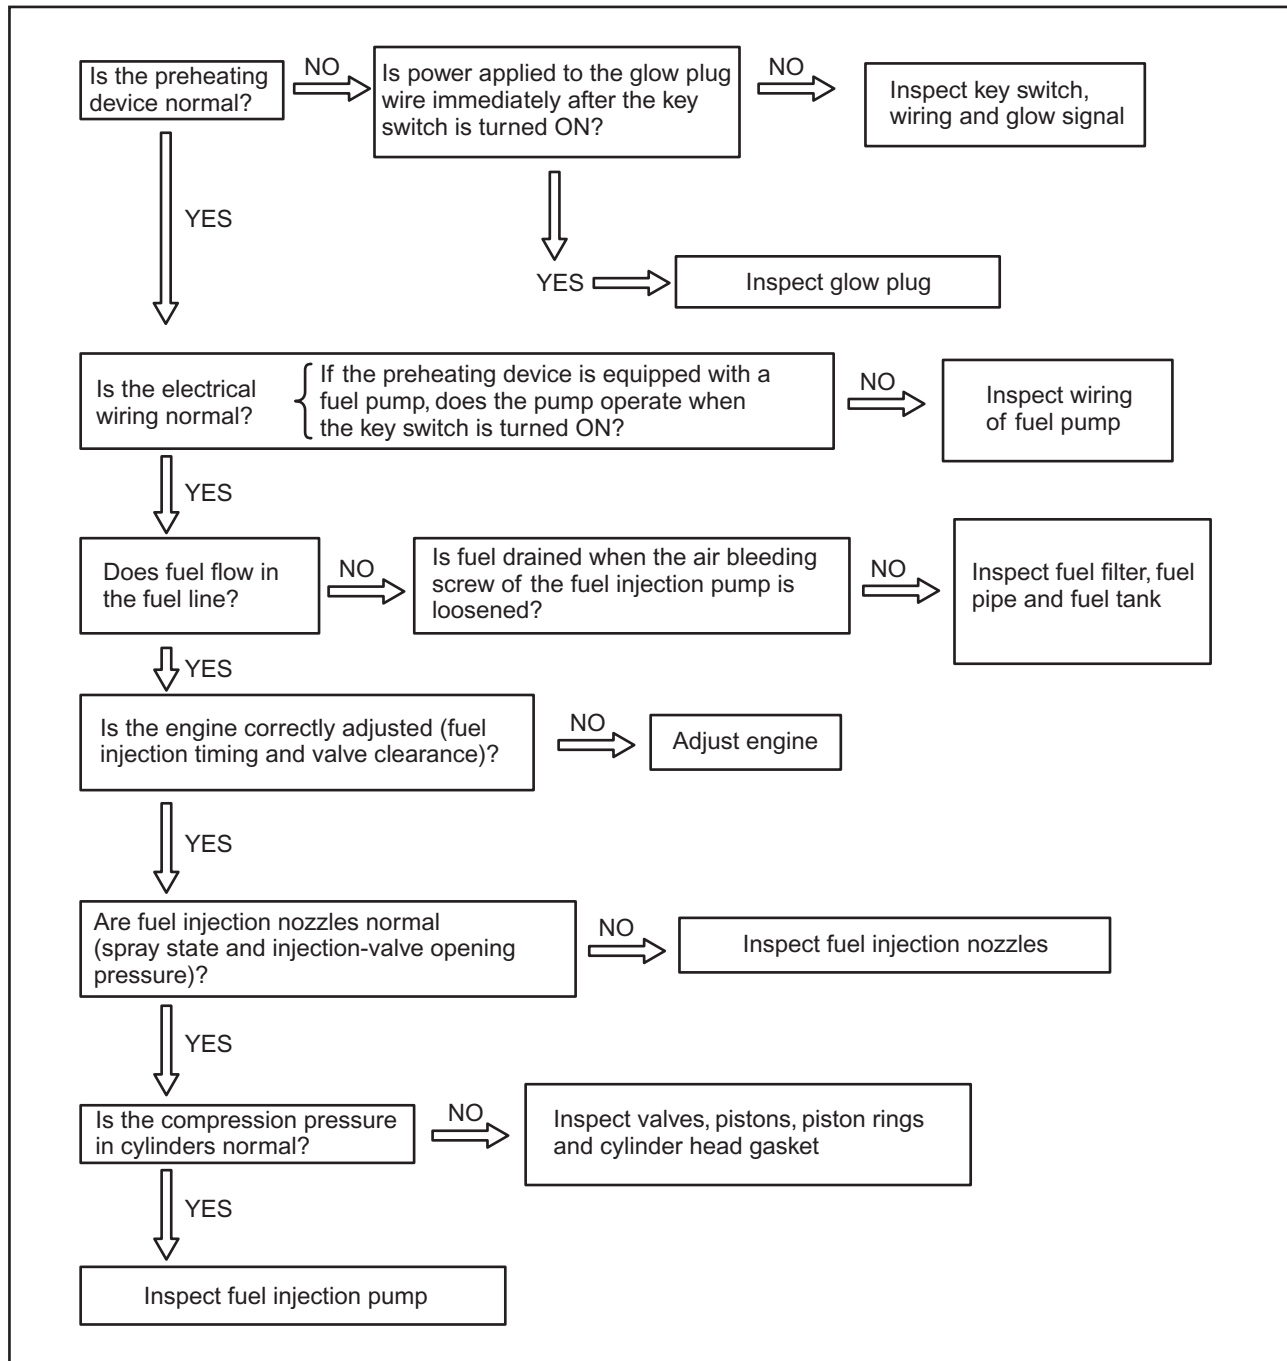 Is the preheating
device normal?
NO
Is power applied to the glow plug
wire immediately after the key
switch is turned ON?
NO
Inspect key switch,
wiring and glow signal
YES
YES
Inspect glow plug
Is the electrical
wiring normal?
If the preheating device is equipped with a
fuel pump, does the pump operate when
the key switch is turned ON?
NO
Inspect wiring
of fuel pump
YES
Does fuel flow in
the fuel line?
NO
Is fuel drained when the air bleeding
screw of the fuel injection pump is
loosened?
NO
Inspect fuel filter, fuel
pipe and fuel tank
YES
Is the engine correctly adjusted (fuel
injection timing and valve clearance)?
NO
Adjust engine
YES
Are fuel injection nozzles normal
(spray state and injection-valve opening
pressure)?
NO
Inspect fuel injection nozzles
YES
Is the compression pressure
in cylinders normal?
NO
Inspect valves, pistons, piston rings
and cylinder head gasket
YES
Inspect fuel injection pump